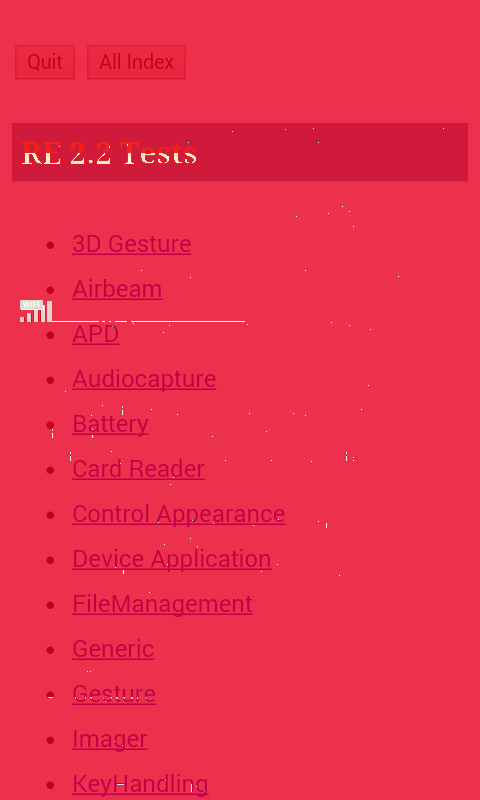 Quit All Index
RE 2.2 Tests
3D Gesture
Airbeam
WiFi
APD
Audiocapture
Battery
Card Reader
Control Appearance
Device Application
FileManagement
Generic
Gesture
Imager
KeyHandling